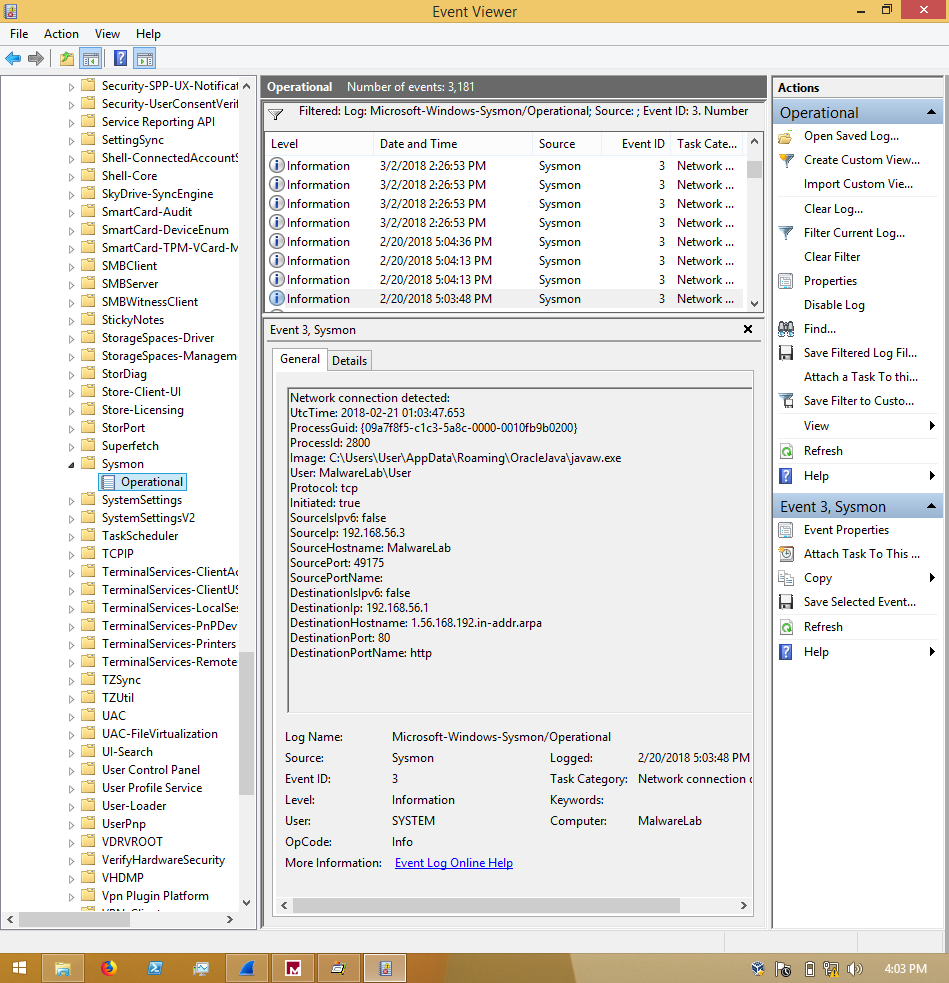 Event Viewer
File Action View Help
Security-SPP-UX-Notificat
Security-UserConsentVerif
Service Reporting API
SettingSync
Shell-ConnectedAccountS
Shell-Core
SkyDrive-SyncEngine
SmartCard-Audit
SmartCard-DeviceEnum
SmartCard-TPM-VCard-M
SMBClient
SMBServer
SMBWitnessClient
StickyNotes
StorageSpaces-Driver
StorageSpaces-Managem
StorDiag
Store-Client-UI
Store-Licensing
StorPort
Superfetch
Sysmon
Operational
SystemSettings
SystemSettingsV2
TaskScheduler
TCPIP
TerminalServices-ClientAc
TerminalServices-ClientUS
TerminalServices-LocalSes
TerminalServices-PnPDev
TerminalServices-Printers
TerminalServices-Remote
TZSync
TZUtil
UAC
UAC-FileVirtualization
UI-Search
User Control Panel
User Profile Service
User-Loader
UserPnp
VDRVROOT
VerifyHardwareSecurity
VHDMP
Vpn Plugin Platform
Operational Number of events: 3,181
Filtered: Log: Microsoft-Windows-Sysmon/Operational; Source: ; Event ID: 3. Number
Level Date and Time Source Event ID Task Cate...
Information 3/2/2018 2:26:53 PM Sysmon 3 Network ...
Information 3/2/2018 2:26:53 PM Sysmon 3 Network ...
Information 3/2/2018 2:26:53 PM Sysmon 3 Network ...
Information 3/2/2018 2:26:53 PM Sysmon 3 Network ...
Information 2/20/2018 5:04:36 PM Sysmon 3 Network ...
Information 2/20/2018 5:04:13 PM Sysmon 3 Network ...
Information 2/20/2018 5:04:13 PM Sysmon 3 Network ...
Information 2/20/2018 5:03:48 PM Sysmon 3 Network ...
Event 3, Sysmon
General Details
Network connection detected:
UtcTime: 2018-02-21 01:03:47.653
ProcessGuid: {09a7f8f5-c1c3-5a8c-0000-0010fb9b0200}
ProcessId: 2800
Image: C:\Users\User\AppData\Roaming\OracleJava\javaw.exe
User: MalwareLab\User
Protocol: tcp
Initiated: true
SourceIsIpv6: false
SourceIp: 192.168.56.3
SourceHostname: MalwareLab
SourcePort: 49175
SourcePortName:
DestinationIsIpv6: false
DestinationIp: 192.168.56.1
DestinationHostname: 1.56.168.192.in-addr.arpa
DestinationPort: 80
DestinationPortName: http
Log Name: Microsoft-Windows-Sysmon/Operational
Source: Sysmon Logged: 2/20/2018 5:03:48 PM
Event ID: 3 Task Category: Network connection
Level: Information Keywords:
User: SYSTEM Computer: MalwareLab
OpCode: Info
More Information: Event Log Online Help
Actions
Operational
Open Saved Log...
Create Custom View...
Import Custom Vie...
Clear Log...
Filter Current Log...
Clear Filter
Properties
Disable Log
Find...
Save Filtered Log Fil...
Attach a Task To thi...
Save Filter to Custo...
View
Refresh
Help
Event 3, Sysmon
Event Properties
Attach Task To This ...
Copy
Save Selected Event...
Refresh
Help
4:03 PM